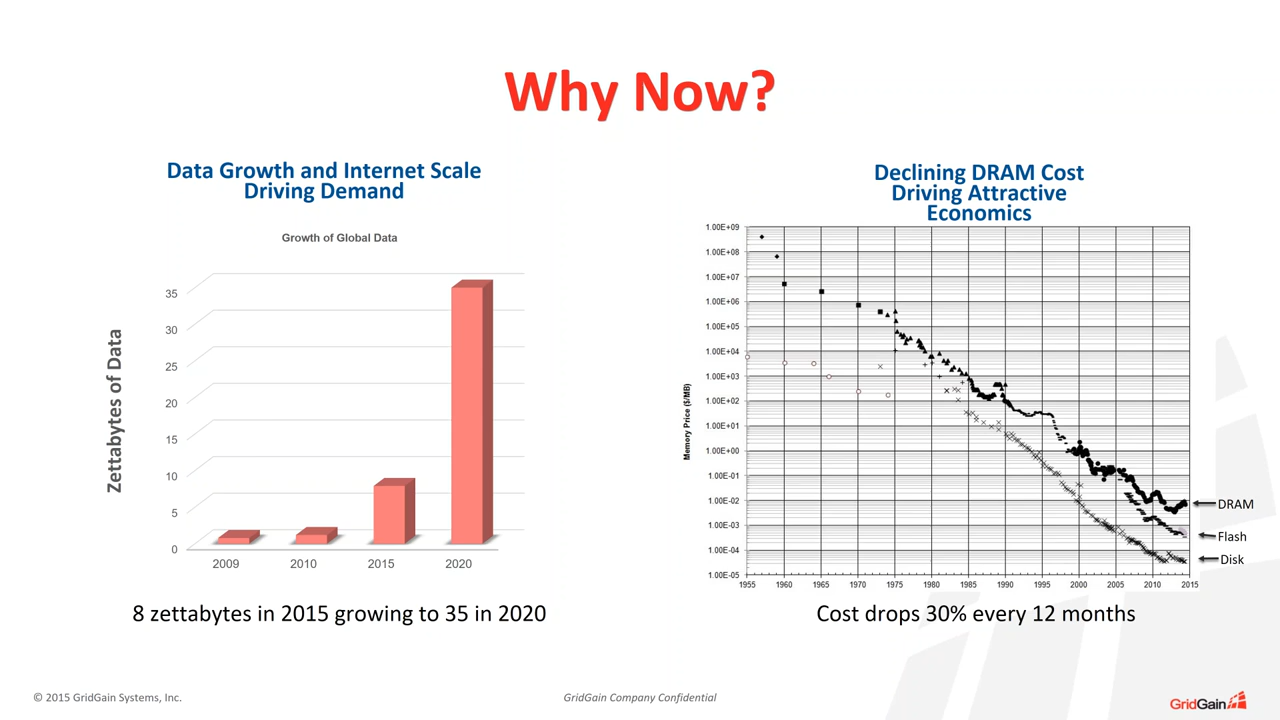 Why Now?
Data Growth and Internet Scale
Driving Demand
Growth of Global Data
Zettabytes of Data
35
30
25
20
15
10
5
0
2009 2010 2015 2020
8 zettabytes in 2015 growing to 35 in 2020
Declining DRAM Cost
Driving Attractive
Economics
Memory Price ($/MB)
1.00E+09
1.00E+08
1.00E+07
1.00E+06
1.00E+05
1.00E+04
1.00E+03
1.00E+02
1.00E+01
1.00E+00
1.00E-01
1.00E-02
1.00E-03
1.00E-04
1.00E-05
1955 1960 1965 1970 1975 1980 1985 1990 1995 2000 2005 2010 2015
DRAM
Flash
Disk
Cost drops 30% every 12 months
© 2015 GridGain Systems, Inc.
GridGain Company Confidential
GridGain